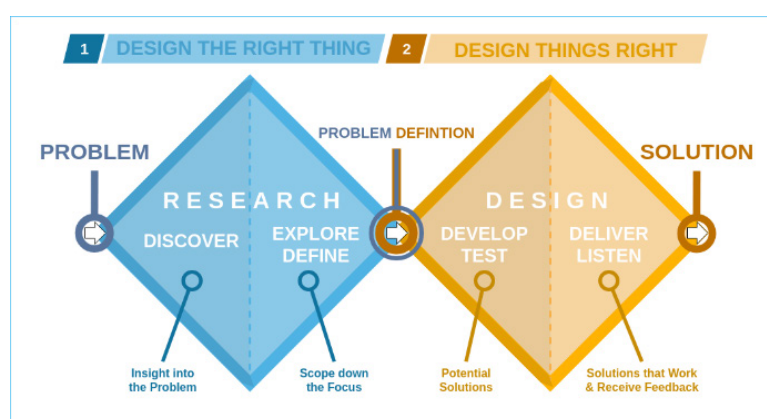 1 DESIGN THE RIGHT THING
2 DESIGN THINGS RIGHT
PROBLEM
PROBLEM DEFINTION
SOLUTION
RESEARCH
DISCOVER
EXPLORE
DEFINE
DESIGN
DEVELOP
TEST
DELIVER
LISTEN
Insight into
the Problem
Scope down
the Focus
Potential
Solutions
Solutions that Work
& Receive Feedback